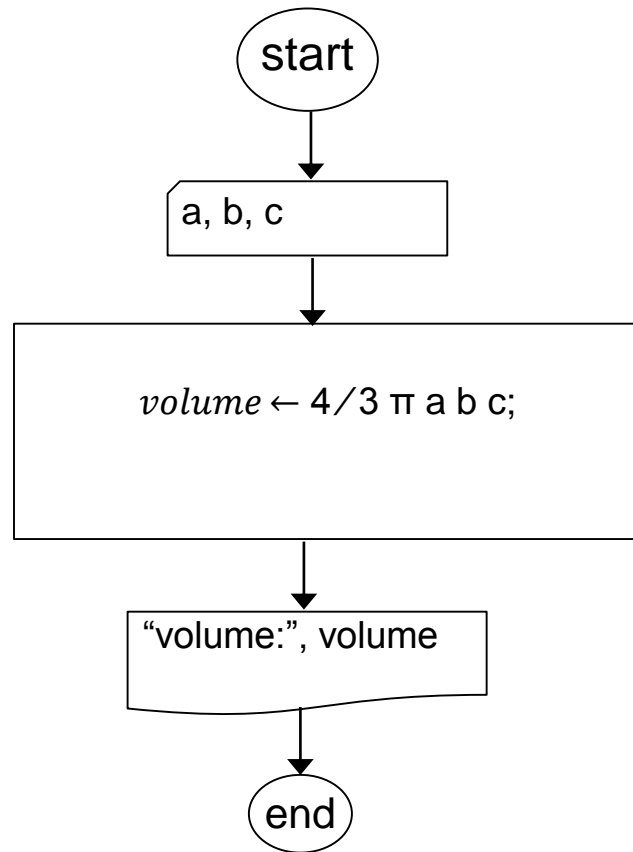 start
a, b, c
volume ← 4 ∕ 3 π a b c;
“volume:”, volume
end